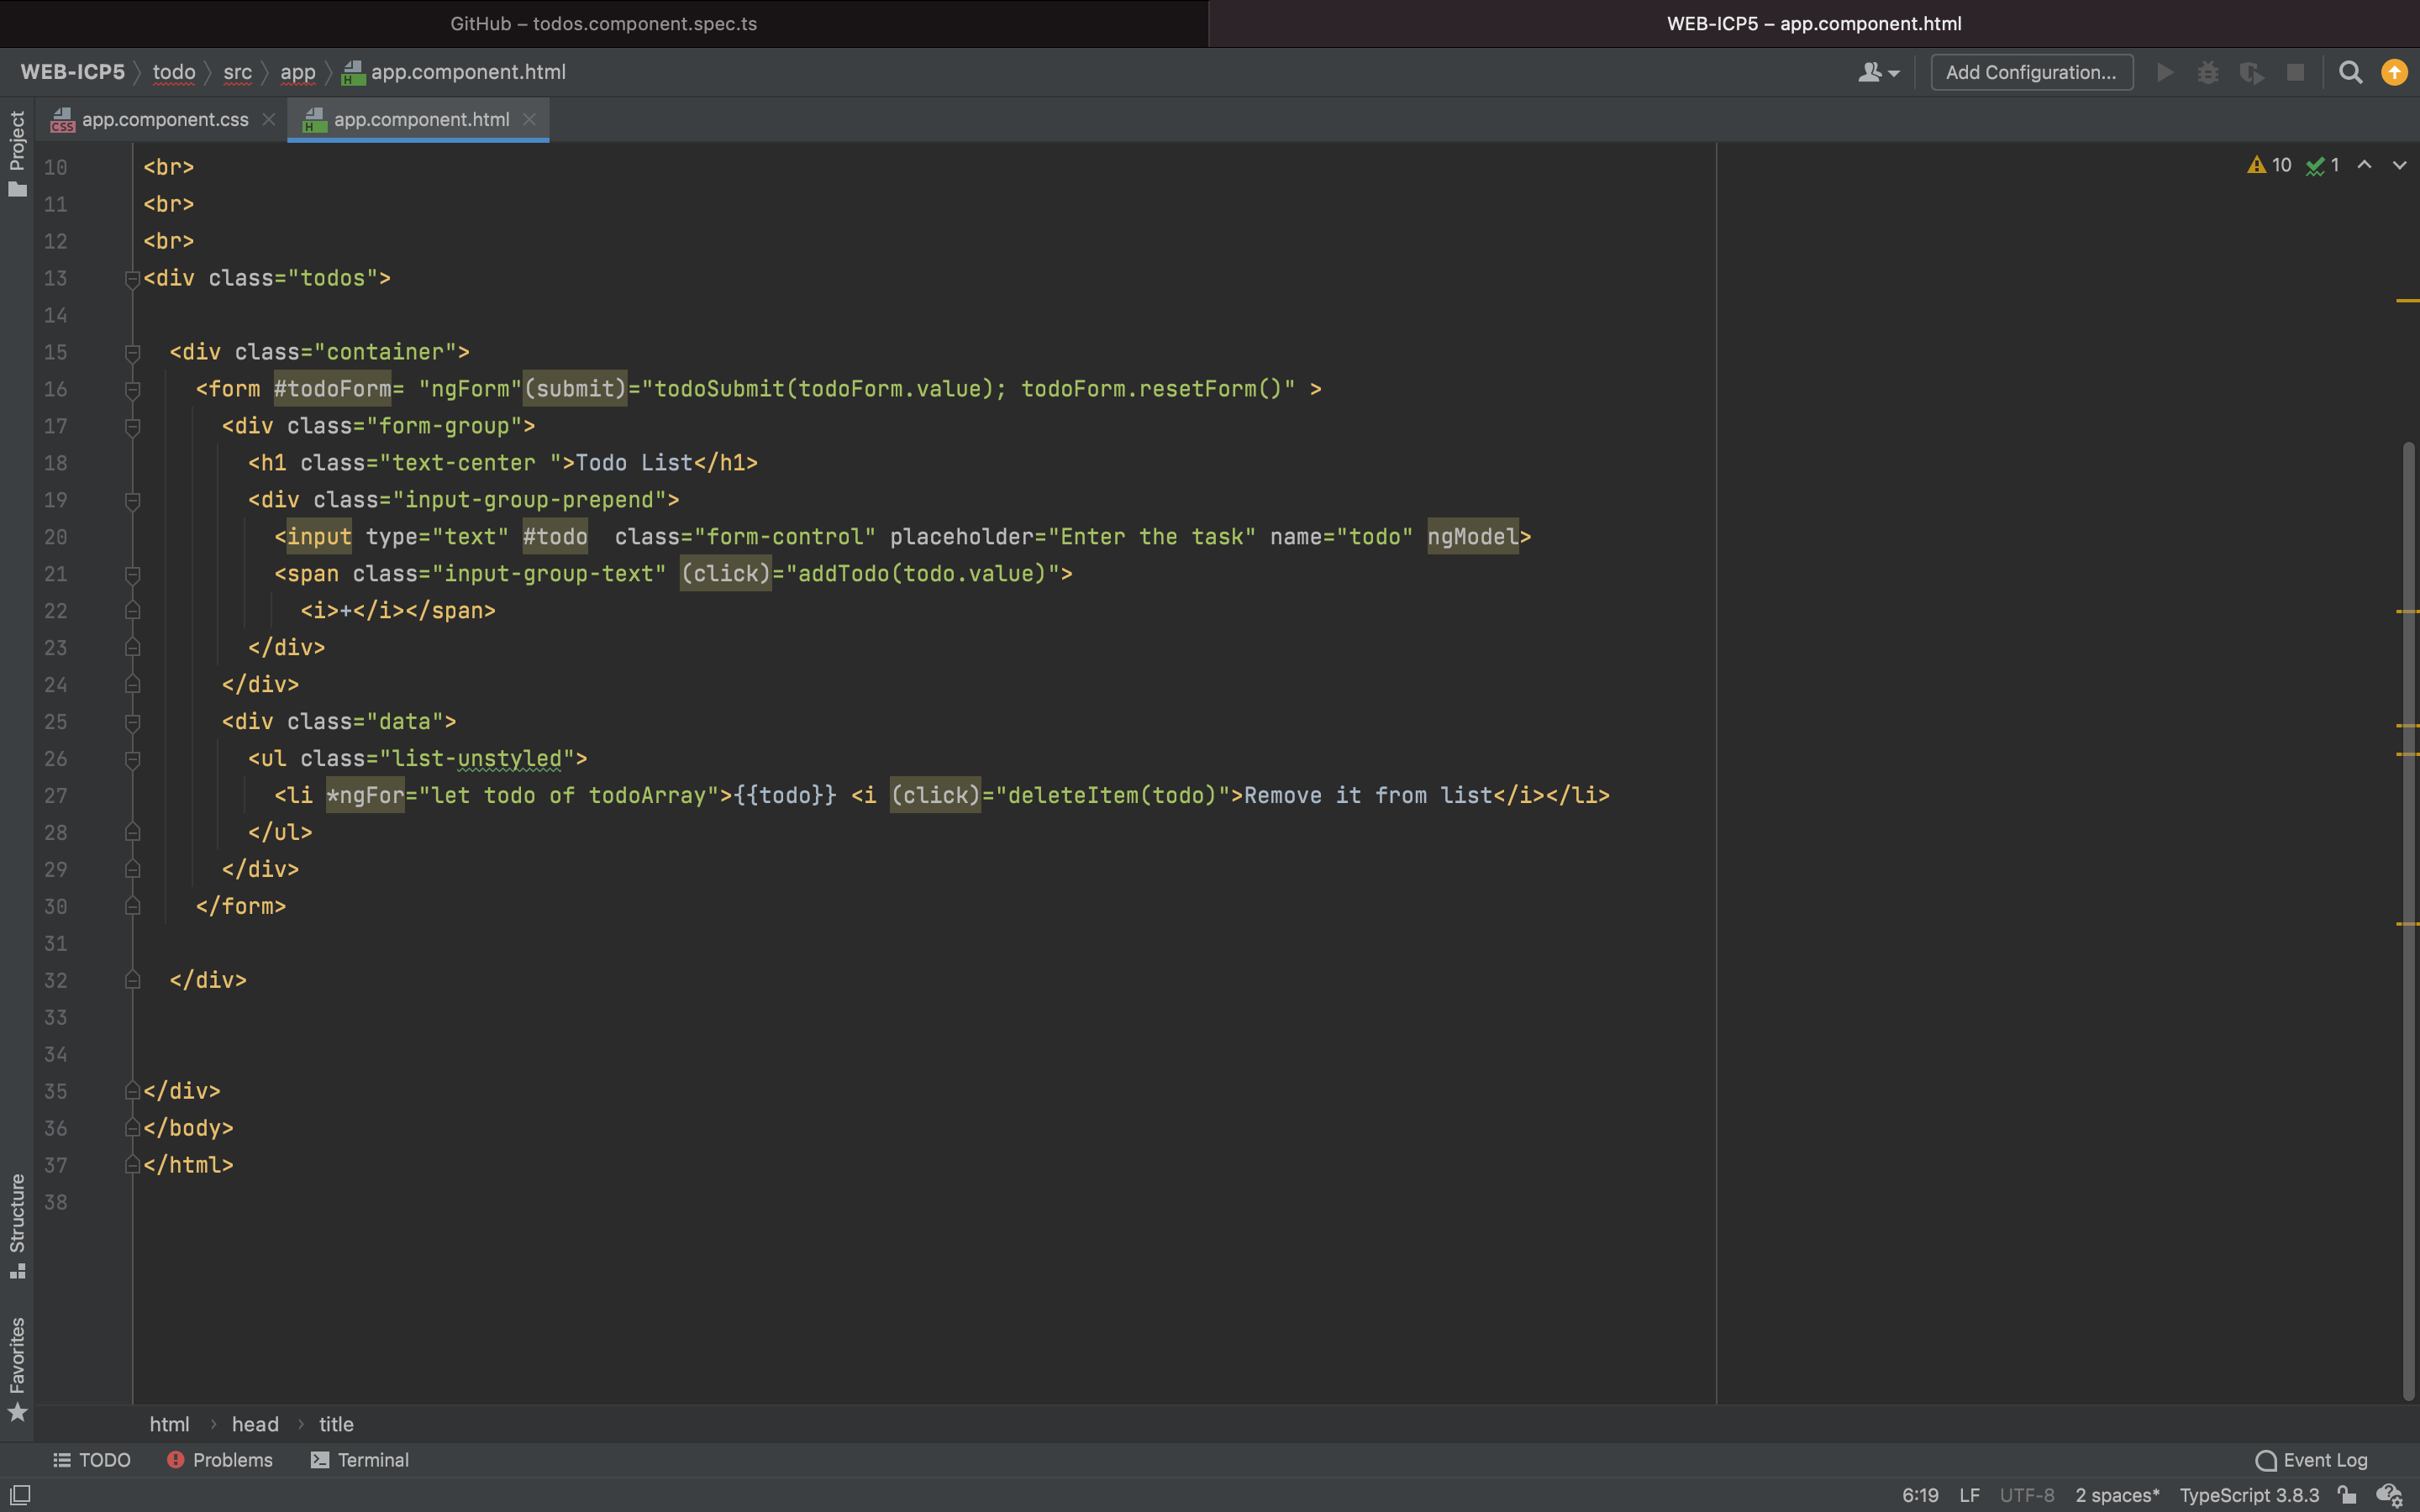 GitHub – todos.component.spec.ts
WEB-ICP5 – app.component.html
WEB-ICP5 todo src app app.component.html
Add Configuration...
Project
app.component.css
app.component.html
10 1
10 <br>
11 <br>
12 <br>
13 <div class="todos">
14
15 <div class="container">
16 <form #todoForm= "ngForm"(submit)="todoSubmit(todoForm.value); todoForm.resetForm()" >
17 <div class="form-group">
18 <h1 class="text-center ">Todo List</h1>
19 <div class="input-group-prepend">
20 <input type="text" #todo  class="form-control" placeholder="Enter the task" name="todo" ngModel>
21 <span class="input-group-text" (click)="addTodo(todo.value)">
22 <i>+</i></span>
23 </div>
24 </div>
25 <div class="data">
26 <ul class="list-unstyled">
27 <li *ngFor="let todo of todoArray">{{todo}} <i (click)="deleteItem(todo)">Remove it from list</i></li>
28 </ul>
29 </div>
30 </form>
31
32 </div>
33
34
35 </div>
36 </body>
37 </html>
38
Structure
Favorites
html head title
TODO Problems Terminal
Event Log
6:19 LF UTF-8 2 spaces* TypeScript 3.8.3